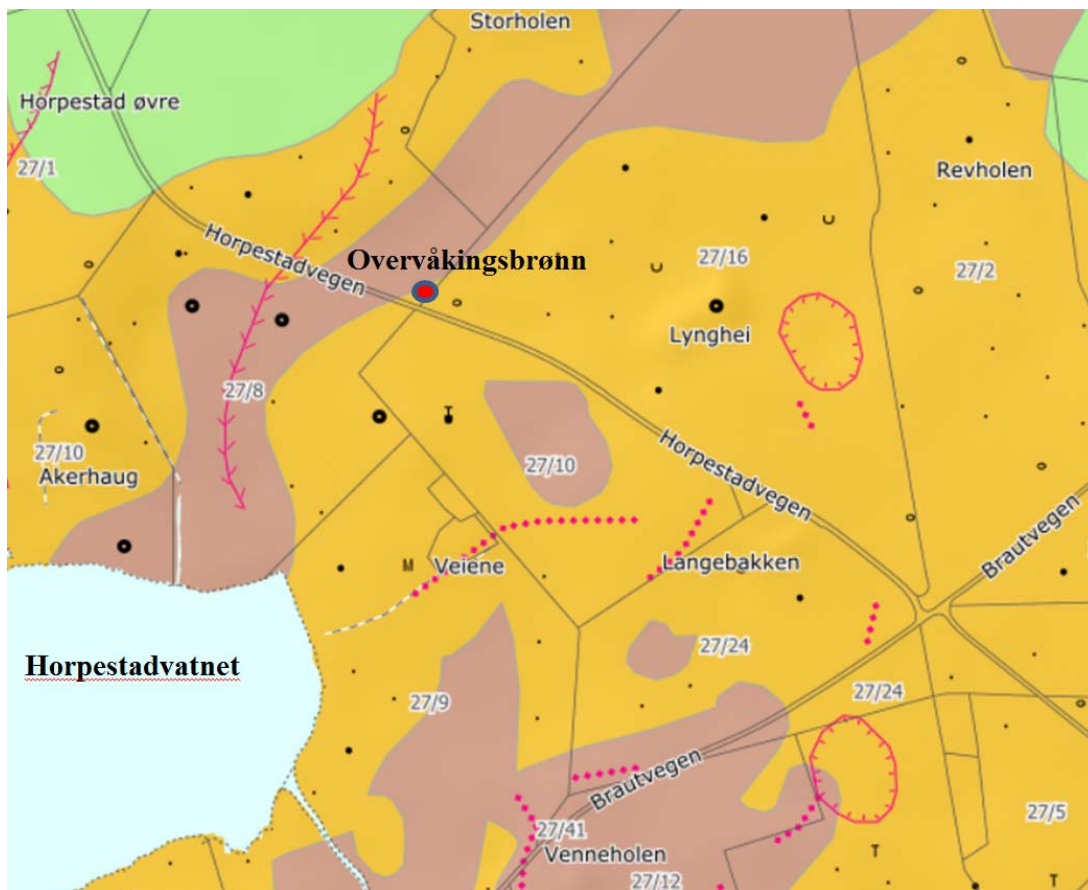 Storholen
Horpestad øvre
27/1
Revholen
Horpestadvegen
Overvåkingsbrønn
27/16
27/2
Lynghei
27/8
27/10
Akerhaug
27/10
Horpestadvegen
Brautvegen
M
Veiene
Langebakken
27/24
Horpestadvatnet
27/9
27/24
Brautvegen
27/5
27/41
Venneholen
27/12
T
T
T